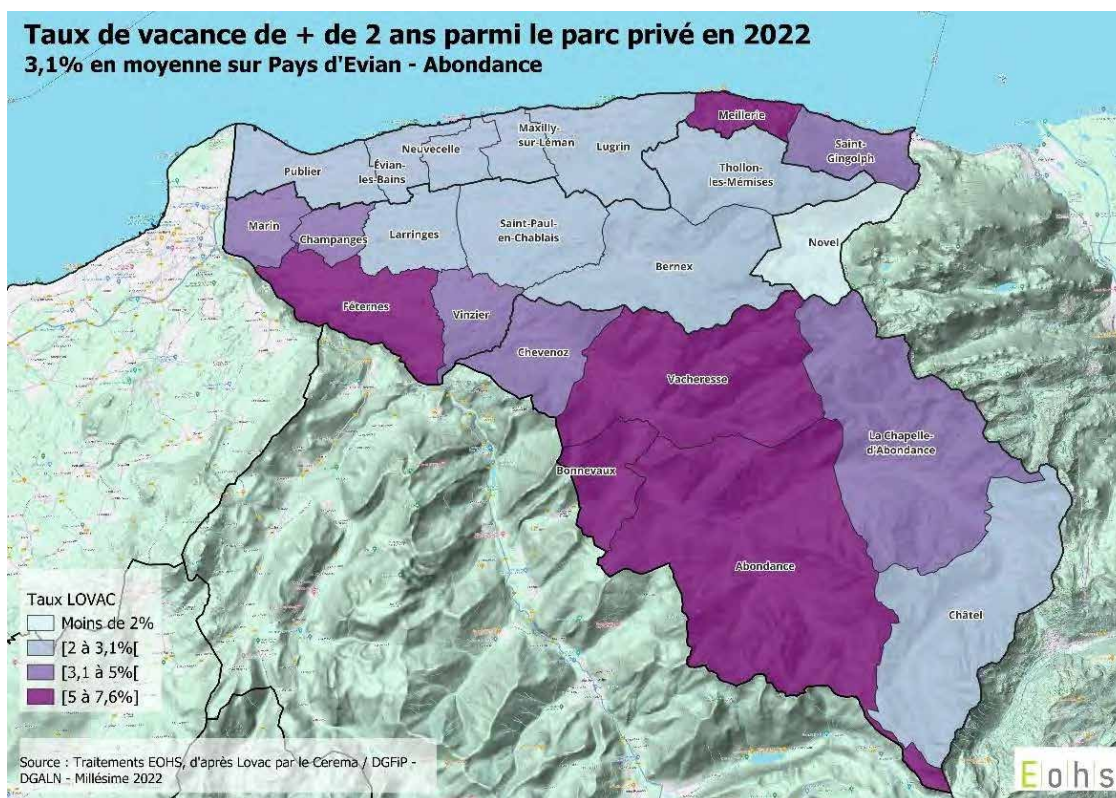 Taux de vacance de + de 2 ans parmi le parc privé en 2022
3,1% en moyenne sur Pays d'Evian - Abondance
Meillerie
Maxilly-
sur-Léman
Neuvecelle
Lugrin
Saint-
Gingolph
Publier
Évian-
les-Bains
Thollon-
les-Mémises
Marin
Champanges
Larringes
Saint-Paul-
en-Chablais
Novel
Bernex
Féternes
Vinzier
Chevenoz
Vacheresse
La Chapelle-
d'Abondance
Bonnevaux
Abondance
Châtel
Taux LOVAC
Moins de 2%
[2 à 3,1%[
[3,1 à 5%[
[5 à 7,6%]
Source : Traitements EOHS, d'après Lovac par le Cerema / DGFiP -
DGALN - Millésime 2022
Eohs